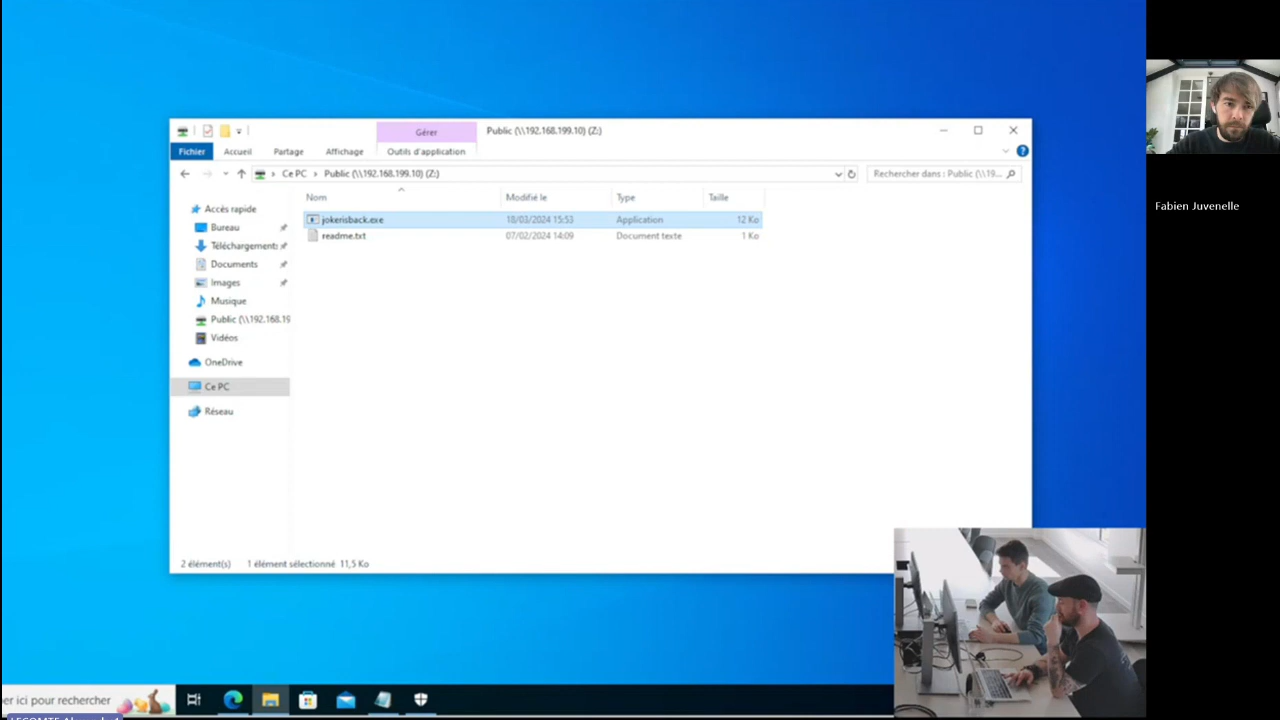 Gérer
Public (\\192.168.199.10) (Z:)
Fichier
Accueil
Partage
Affichage
Outils d'application
Ce PC
Public (\\192.168.199.10) (Z:)
Rechercher dans : Public (\\19...
Nom
Modifié le
Type
Taille
jokerisback.exe
18/03/2024 15:53
Application
12 Ko
readme.txt
07/02/2024 14:09
Document texte
1 Ko
Accès rapide
Bureau
Téléchargements
Documents
Images
Musique
Public (\\192.168.19
Vidéos
OneDrive
Ce PC
Réseau
2 élément(s)
1 élément sélectionné 11,5 Ko
Fabien Juvenelle
er ici pour rechercher